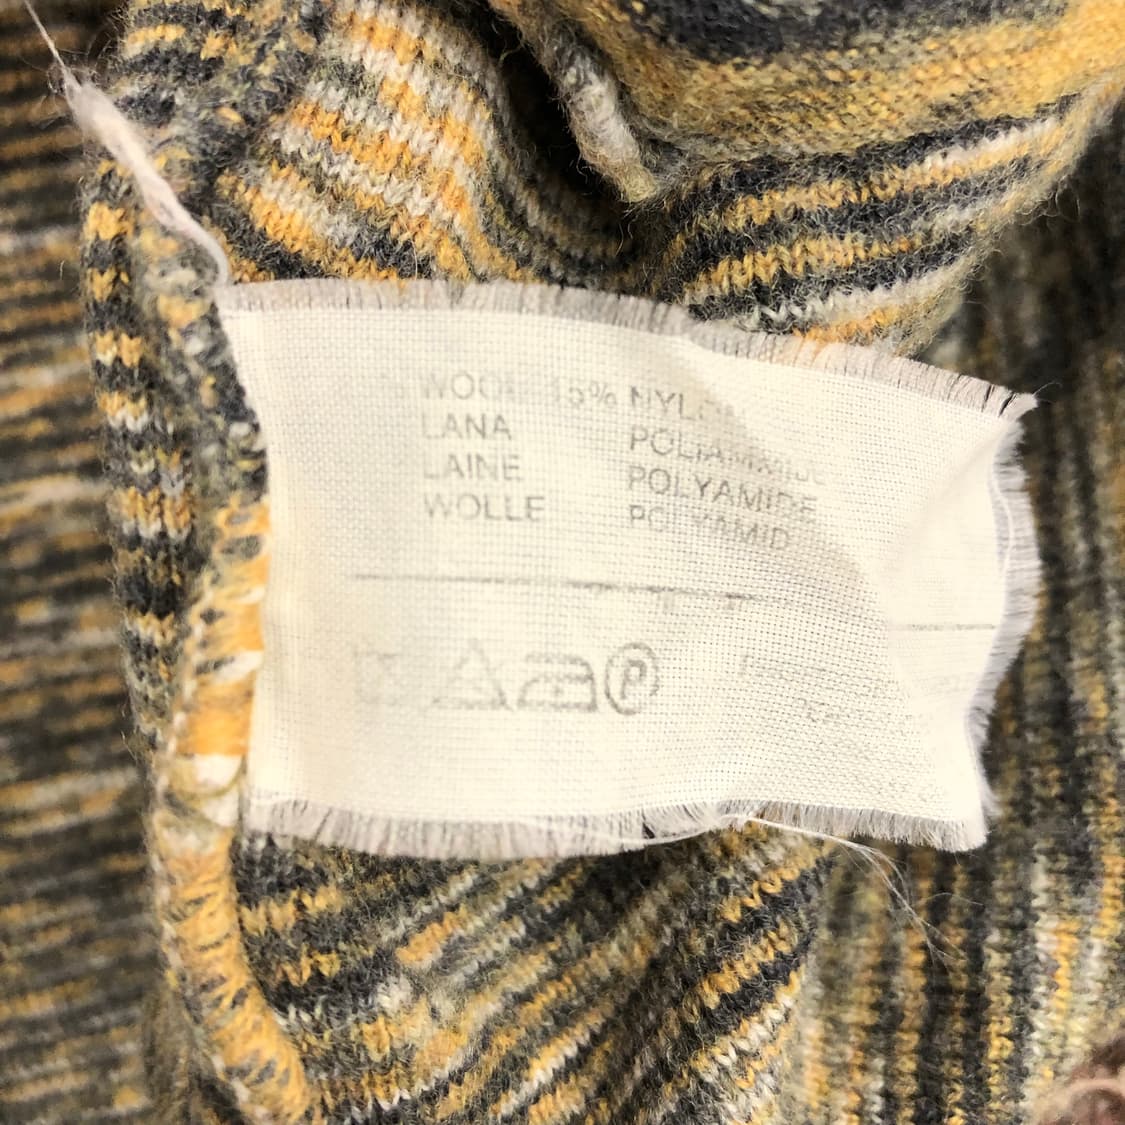 WOOL 15% NYLON
LANA POLIAMMIDE
LAINE POLYAMIDE
WOLLE POLYAMID
P